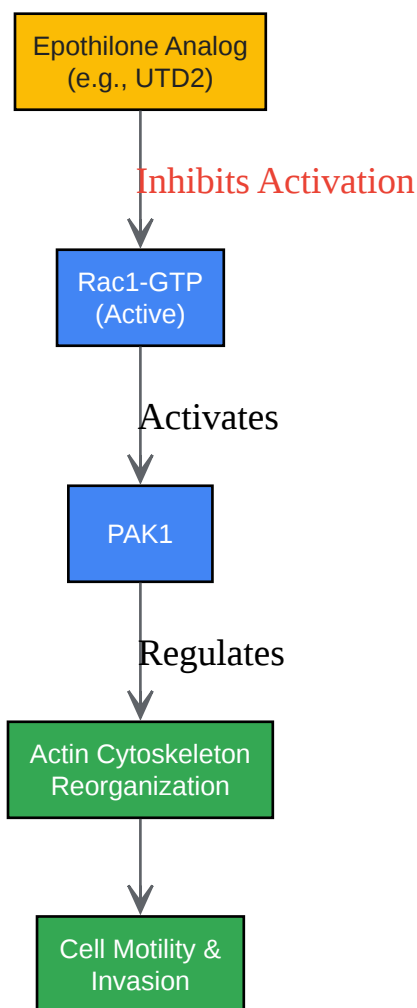 Epothilone Analog
(e.g., UTD2)
Inhibits Activation
Rac1-GTP
(Active)
Activates
PAK1
Regulates
Actin Cytoskeleton
Reorganization
Cell Motility &
Invasion